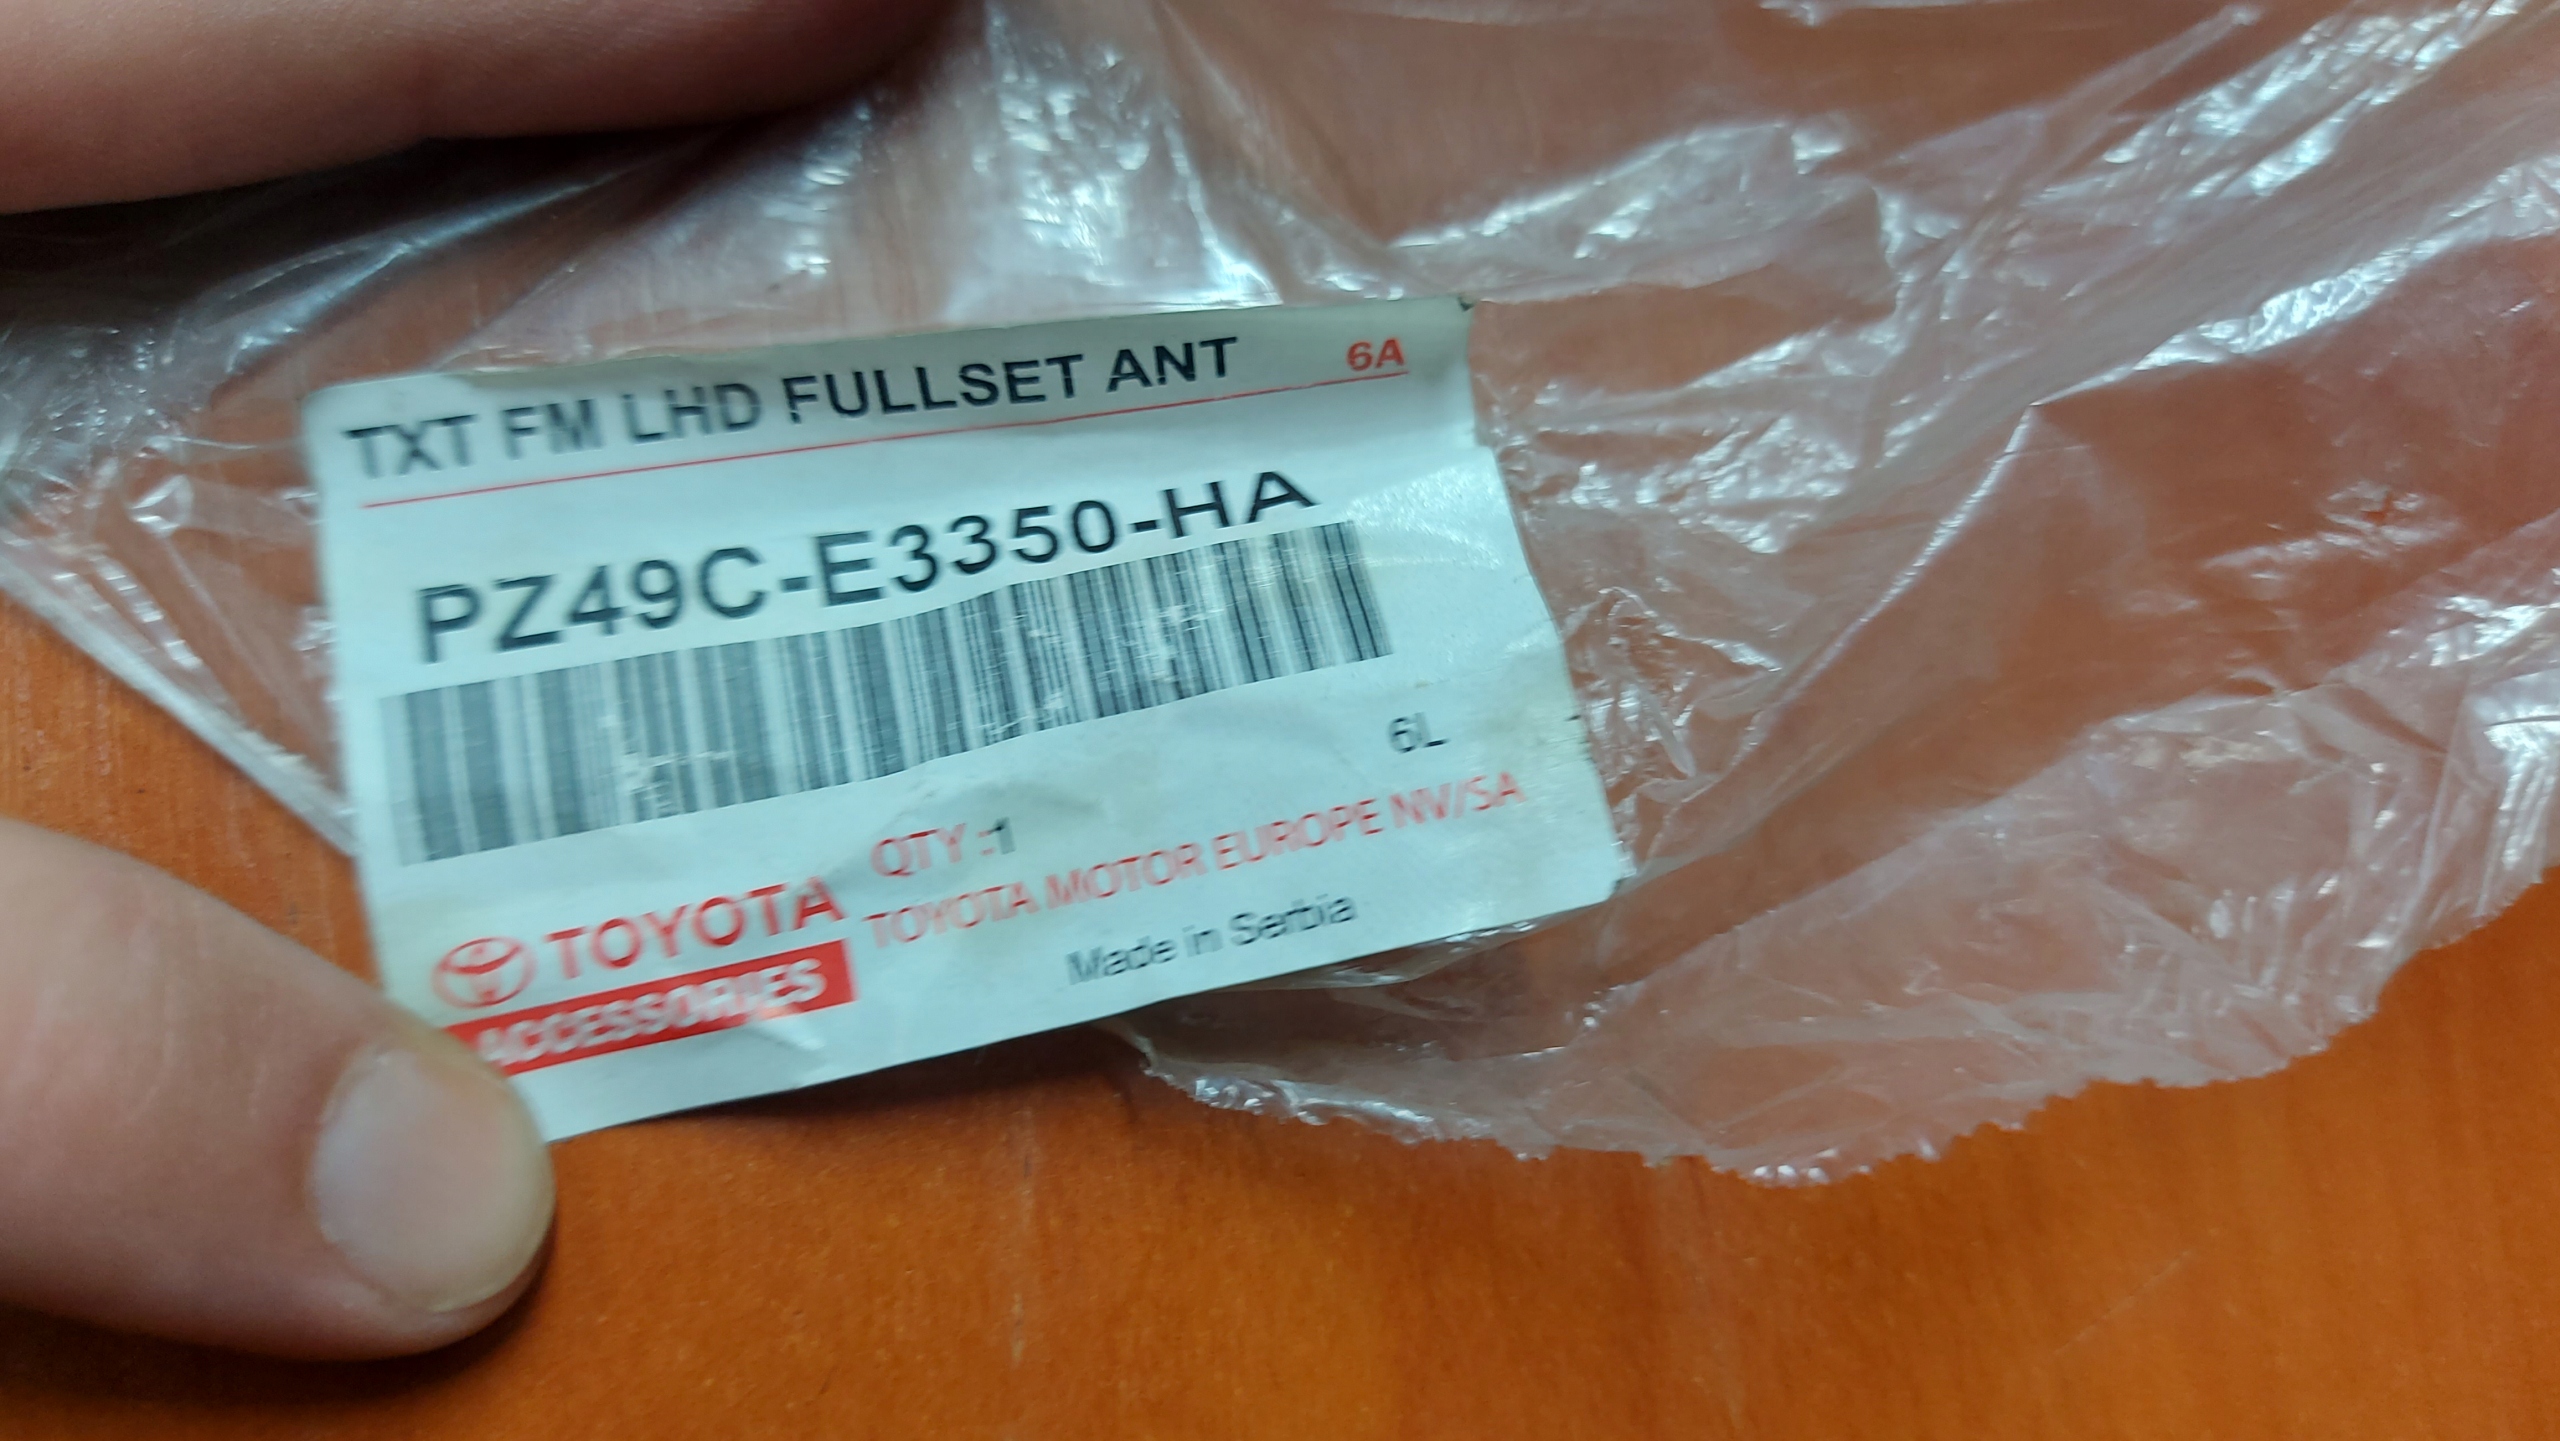 TXT FM LHD FULLSET ANT 6A
PZ49C-E3350-HA
6L
QTY :1
TOYOTA TOYOTA MOTOR EUROPE NV/SA
ACCESSORIES Made in Serbia